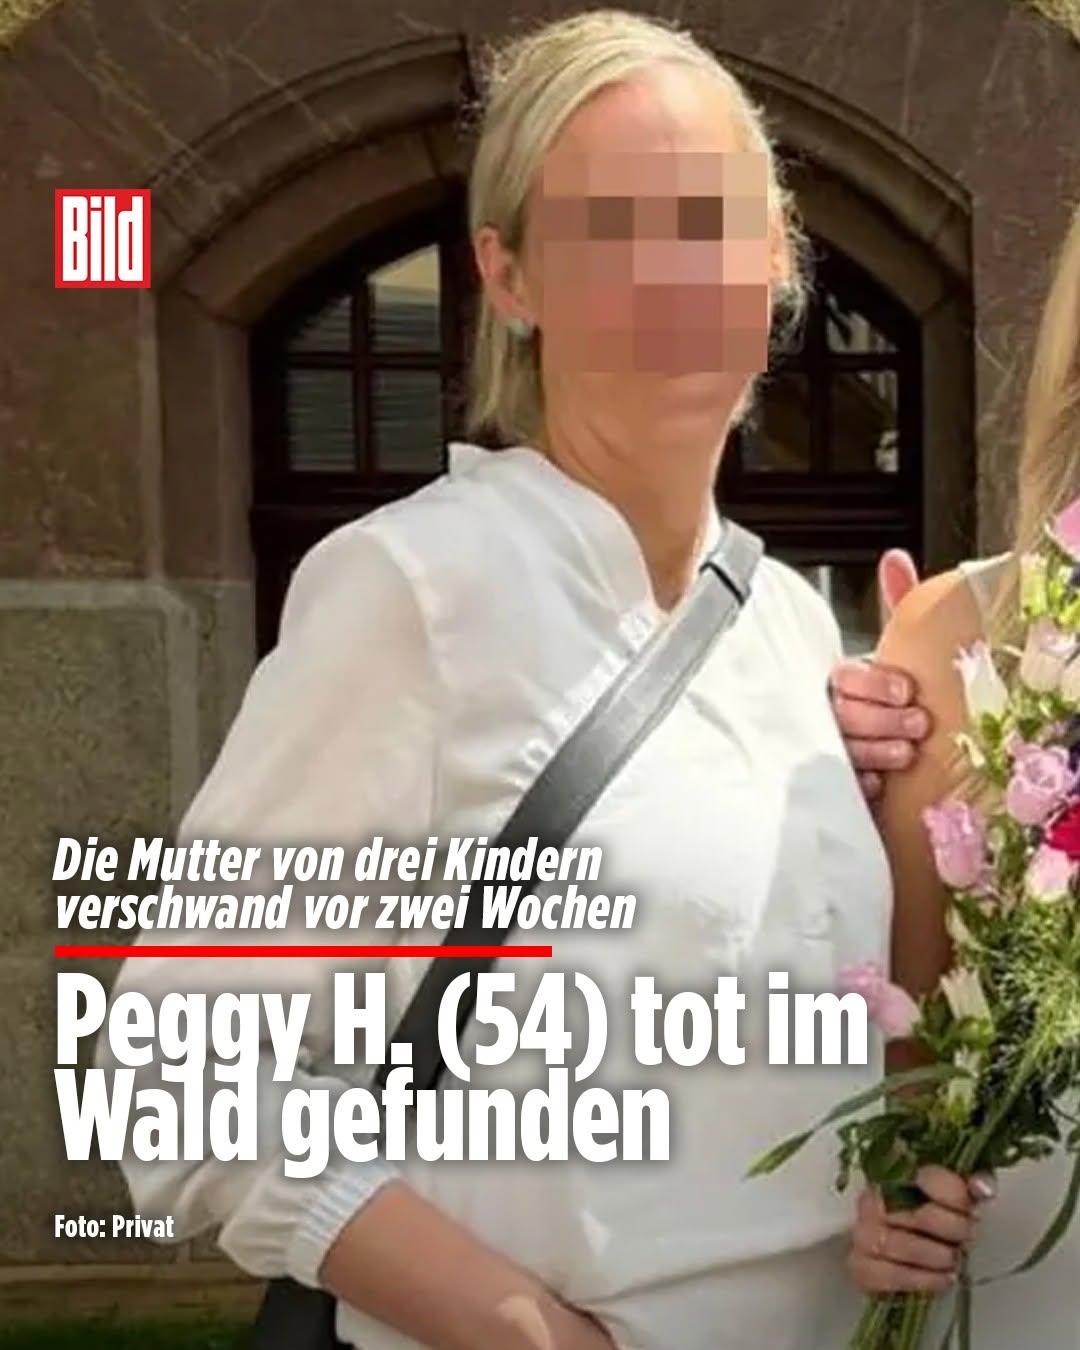 Bild
Die Mutter von drei Kindern
verschwand vor zwei Wochen
Peggy H. (54) tot im
Wald gefunden
Foto: Privat